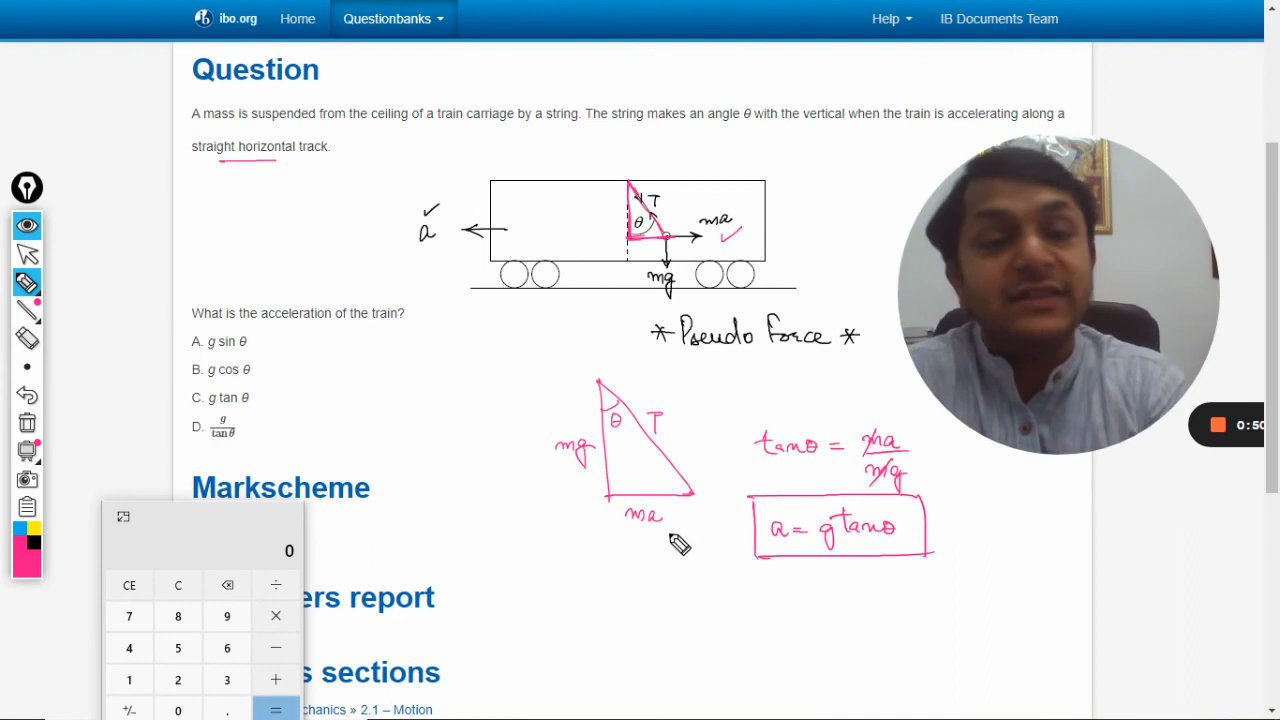 ibo.org Home Questionbanks Help IB Documents Team
Question
A mass is suspended from the ceiling of a train carriage by a string. The string makes an angle θ with the vertical when the train is accelerating along a
straight horizontal track.
a
T
θ
ma
mg
* Pseudo Force *
What is the acceleration of the train?
A. g sin θ
B. g cos θ
C. g tan θ
D. g/tan θ
θ
T
mg
ma
tanθ = ma/mg
a = g tanθ
0:50
Markscheme
0
CE C ⌫ ÷
7 8 9 ×
4 5 6 −
1 2 3 +
+/− 0 . =
ers report
s sections
chanics » 2.1 – Motion